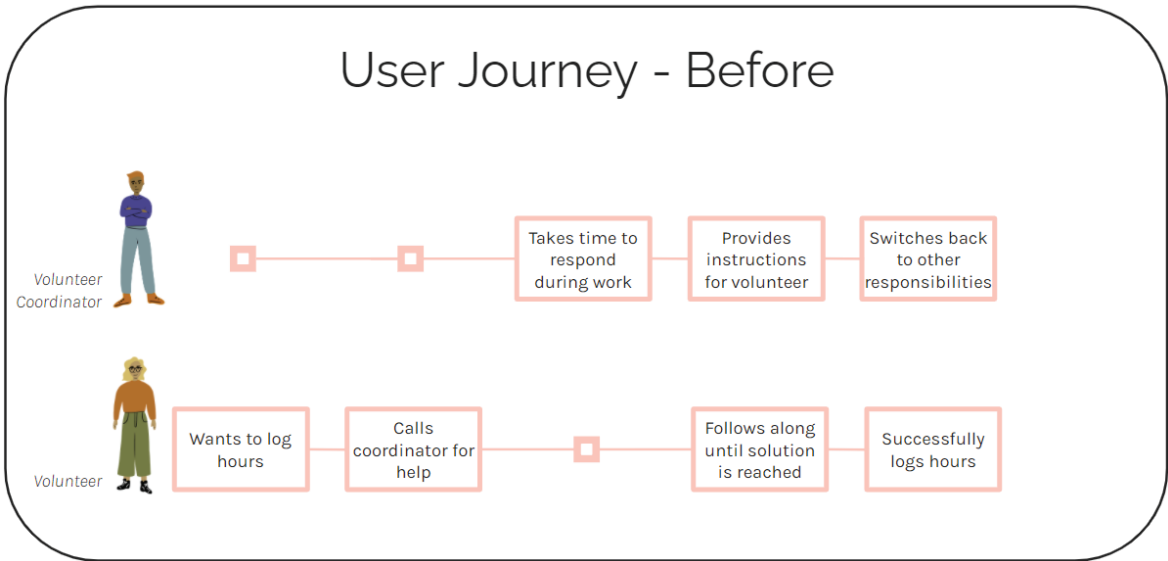 User Journey - Before
Volunteer
Coordinator
Takes time to
respond
during work
Provides
instructions
for volunteer
Switches back
to other
responsibilities
Volunteer
Wants to log
hours
Calls
coordinator for
help
Follows along
until solution
is reached
Successfully
logs hours